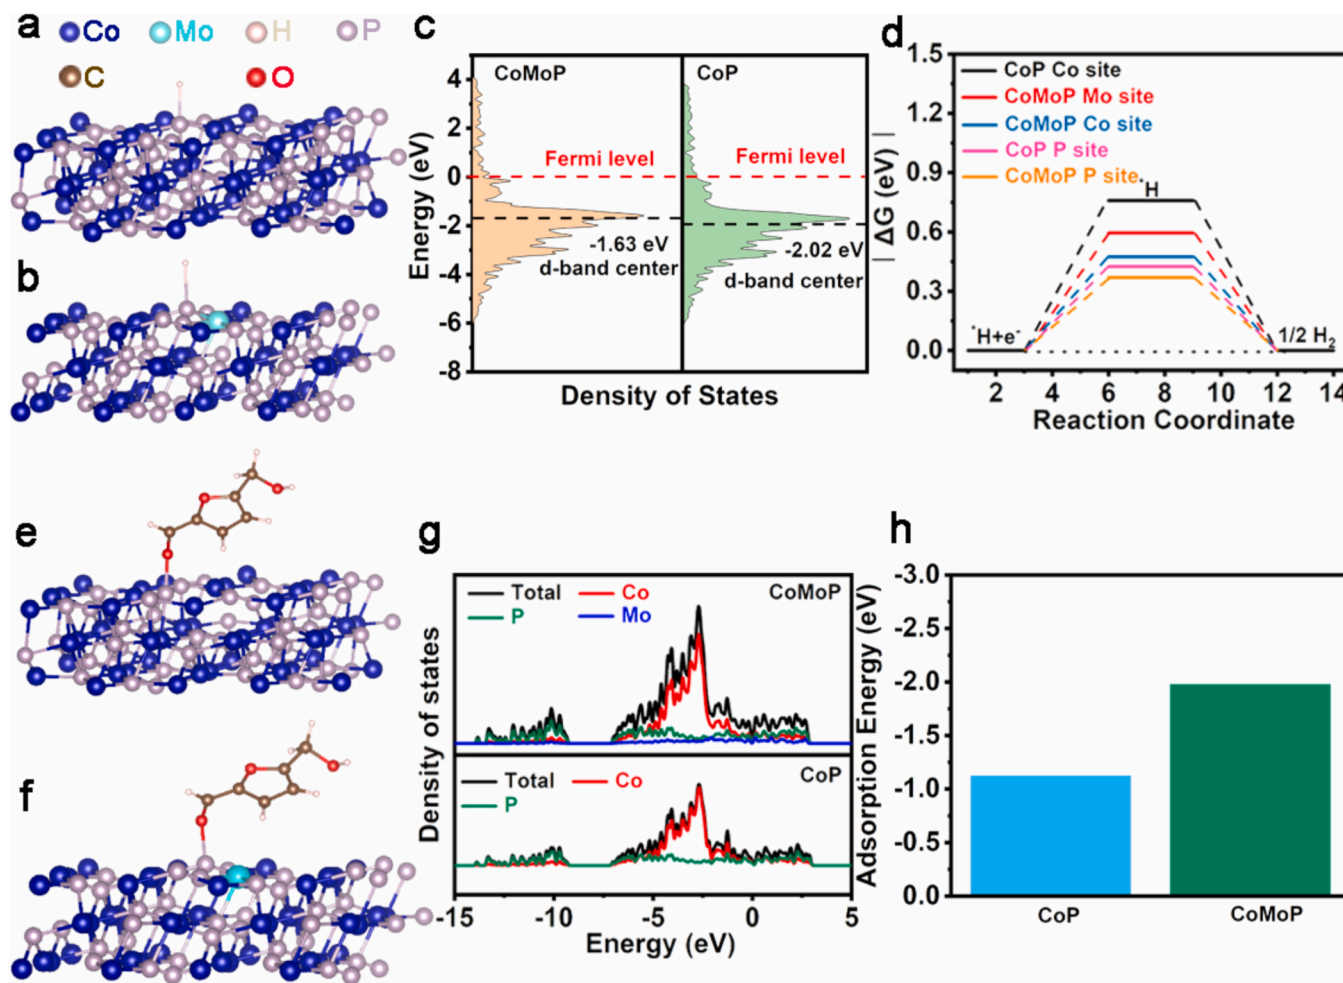 a
Co Mo H P
C O
b
c
CoMoP
CoP
Energy (eV)
4
2
0
-2
-4
-6
-8
Fermi level
Fermi level
-1.63 eV
d-band center
-2.02 eV
d-band center
Density of States
d
| ΔG (eV) |
1.5
1.2
0.9
0.6
0.3
0.0
CoP Co site
CoMoP Mo site
CoMoP Co site
CoP P site
CoMoP P site
*H
*H+e-
1/2 H2
2 4 6 8 10 12 14
Reaction Coordinate
e
f
g
Density of states
Total Co
P Mo
CoMoP
Total Co
P
CoP
-15 -10 -5 0 5
Energy (eV)
h
Adsorption Energy (eV)
-3.0
-2.5
-2.0
-1.5
-1.0
-0.5
0.0
CoP CoMoP